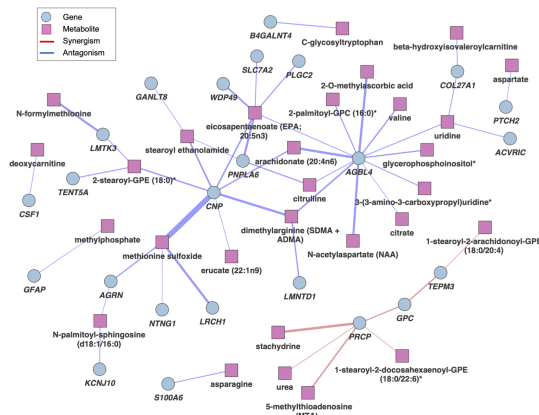 Gene
Metabolite
Synergism
Antagonism
B4GALNT4
C-glycosyltryptophan
beta-hydroxyisovaleroylcarnitine
SLC7A2
PLGC2
GANLT8
WDP49
2-O-methylascorbic acid
COL27A1
aspartate
N-formylmethionine
2-palmitoyl-GPC (16:0)*
valine
PTCH2
eicosapentaenoate (EPA;
20:5n3)
uridine
LMTK3
stearoyl ethanolamide
ACVRIC
deoxycarnitine
arachidonate (20:4n6)
glycerophosphoinositol*
PNPLA6
AGBL4
2-stearoyl-GPE (18:0)*
TENT5A
citrulline
3-(3-amino-3-carboxypropyl)uridine*
CSF1
CNP
methylphosphate
dimethylarginine (SDMA +
ADMA)
citrate
1-stearoyl-2-arachidonoyl-GPE
(18:0/20:4)
methionine sulfoxide
N-acetylaspartate (NAA)
erucate (22:1n9)
GFAP
AGRN
LMNTD1
TEPM3
NTNG1
LRCH1
GPC
N-palmitoyl-sphingosine
(d18:1/16:0)
stachydrine
PRCP
KCNJ10
1-stearoyl-2-docosahexaenoyl-GPE
(18:0/22:6)*
S100A6
asparagine
urea
5-methylthioadenosine
(MTA)